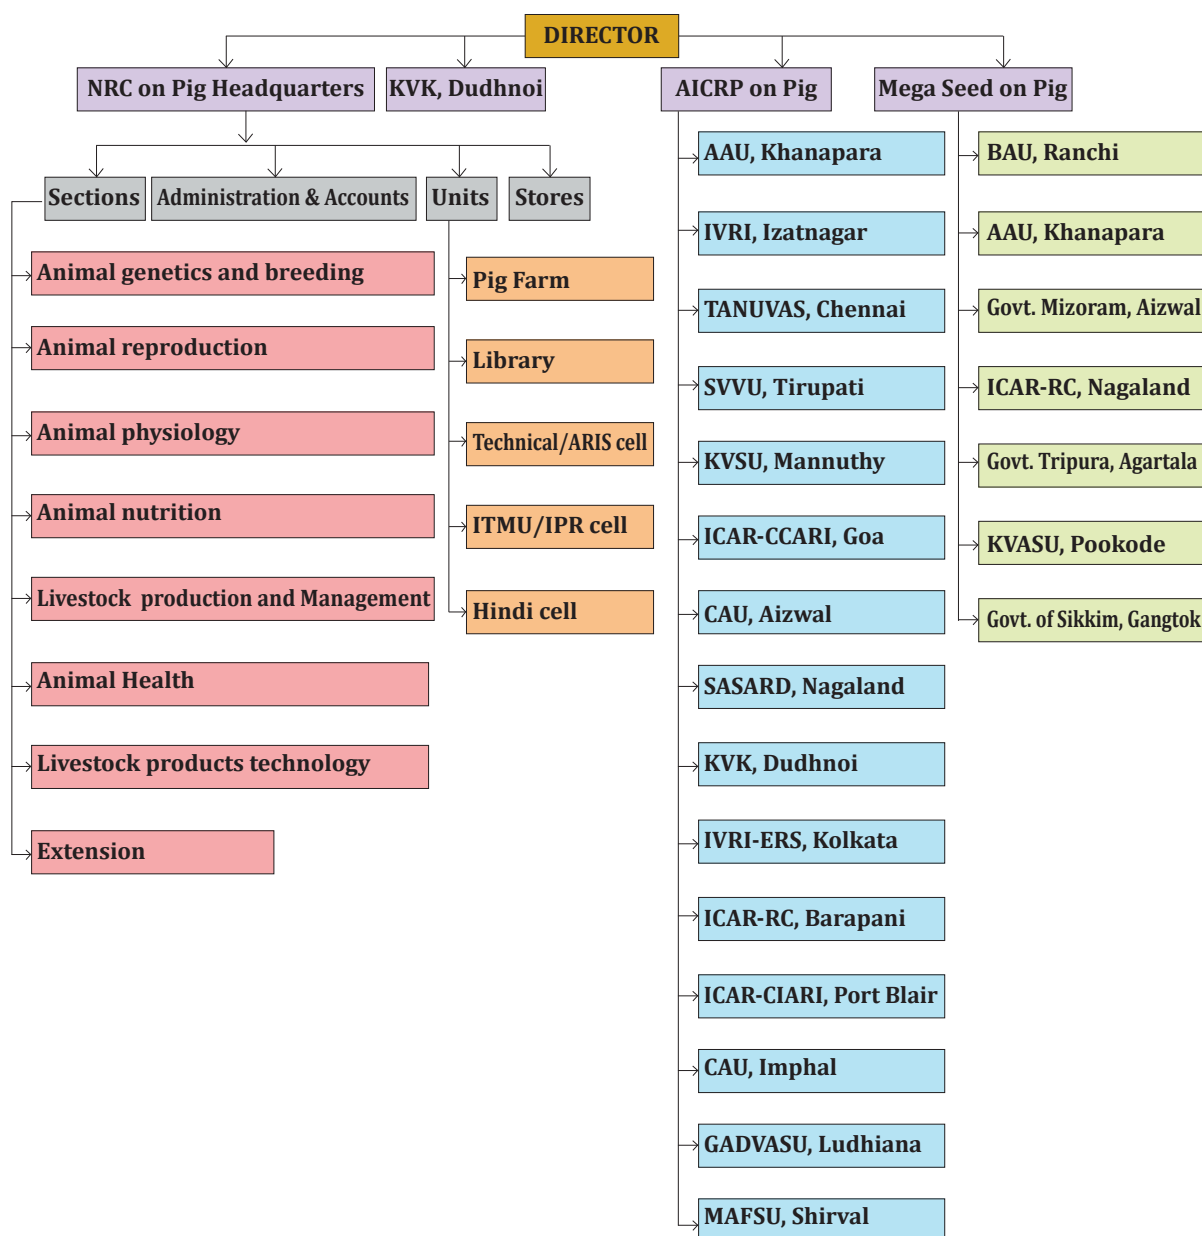 DIRECTOR
NRC on Pig Headquarters
KVK, Dudhnoi
AICRP on Pig
Mega Seed on Pig
Sections
Administration & Accounts
Units
Stores
Animal genetics and breeding
Animal reproduction
Animal physiology
Animal nutrition
Livestock production and Management
Animal Health
Livestock products technology
Extension
Pig Farm
Library
Technical/ARIS cell
ITMU/IPR cell
Hindi cell
AAU, Khanapara
IVRI, Izatnagar
TANUVAS, Chennai
SVVU, Tirupati
KVSU, Mannuthy
ICAR-CCARI, Goa
CAU, Aizwal
SASARD, Nagaland
KVK, Dudhnoi
IVRI-ERS, Kolkata
ICAR-RC, Barapani
ICAR-CIARI, Port Blair
CAU, Imphal
GADVASU, Ludhiana
MAFSU, Shirval
BAU, Ranchi
AAU, Khanapara
Govt. Mizoram, Aizwal
ICAR-RC, Nagaland
Govt. Tripura, Agartala
KVASU, Pookode
Govt. of Sikkim, Gangtok